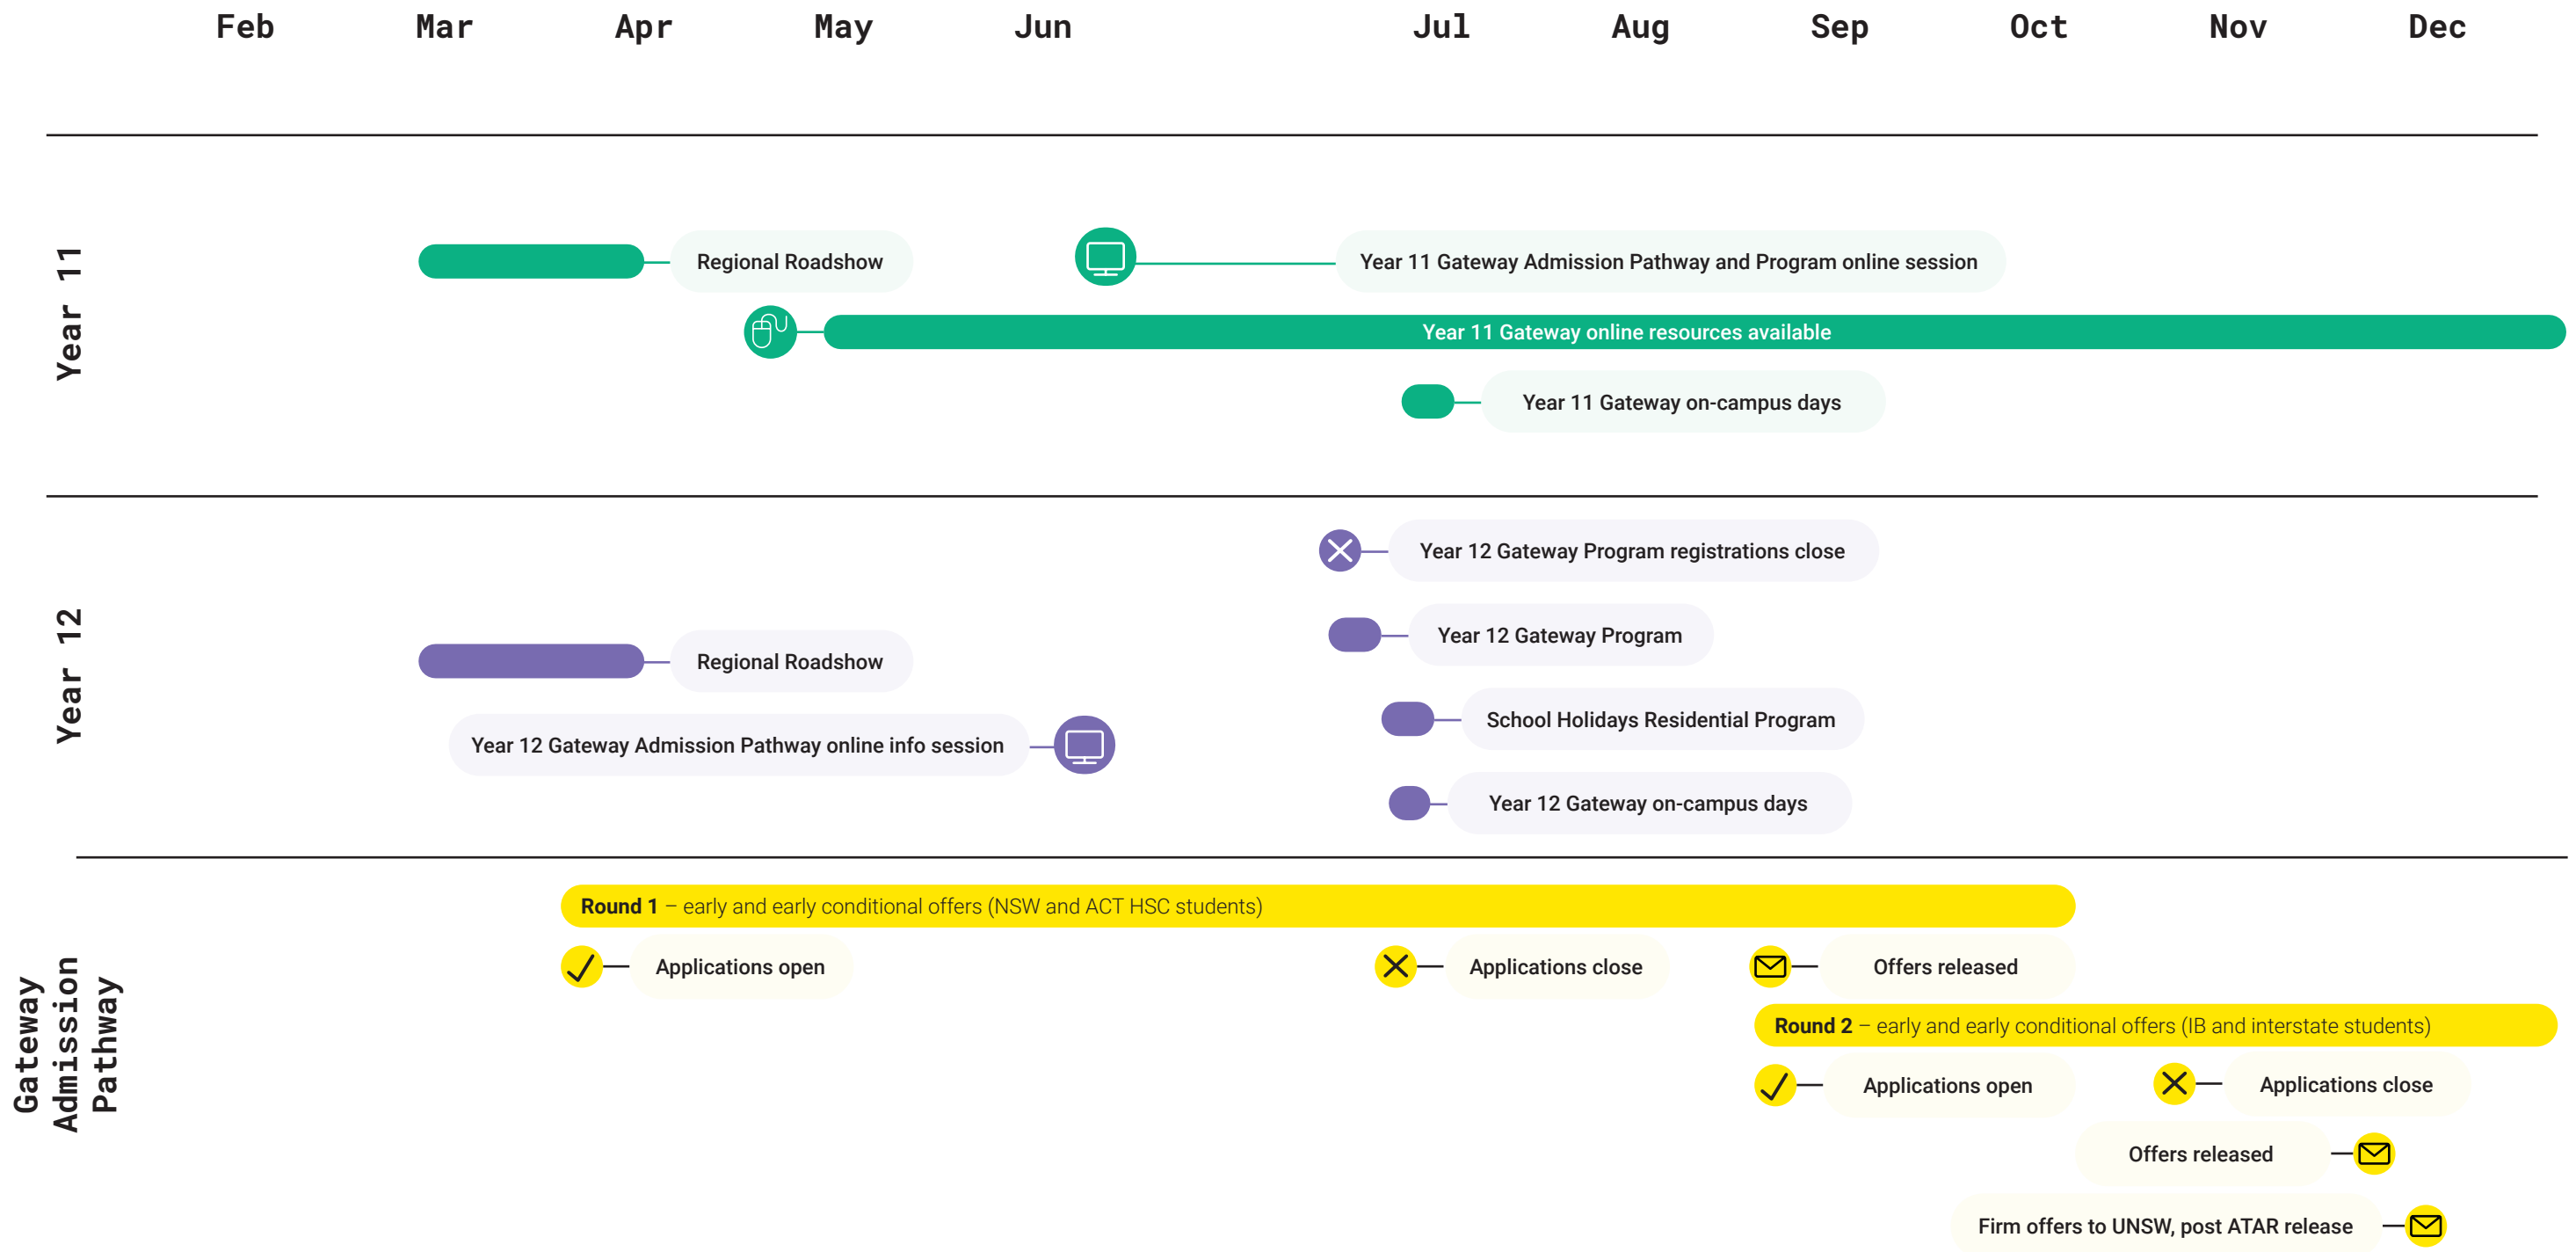 Feb Mar Apr May Jun Jul Aug Sep Oct Nov Dec
Year 11
Regional Roadshow
Year 11 Gateway Admission Pathway and Program online session
Year 11 Gateway online resources available
Year 11 Gateway on-campus days
Year 12
Year 12 Gateway Program registrations close
Year 12 Gateway Program
Regional Roadshow
School Holidays Residential Program
Year 12 Gateway Admission Pathway online info session
Year 12 Gateway on-campus days
Gateway
Admission
Pathway
Round 1 – early and early conditional offers (NSW and ACT HSC students)
Applications open
Applications close
Offers released
Round 2 – early and early conditional offers (IB and interstate students)
Applications open
Applications close
Offers released
Firm offers to UNSW, post ATAR release